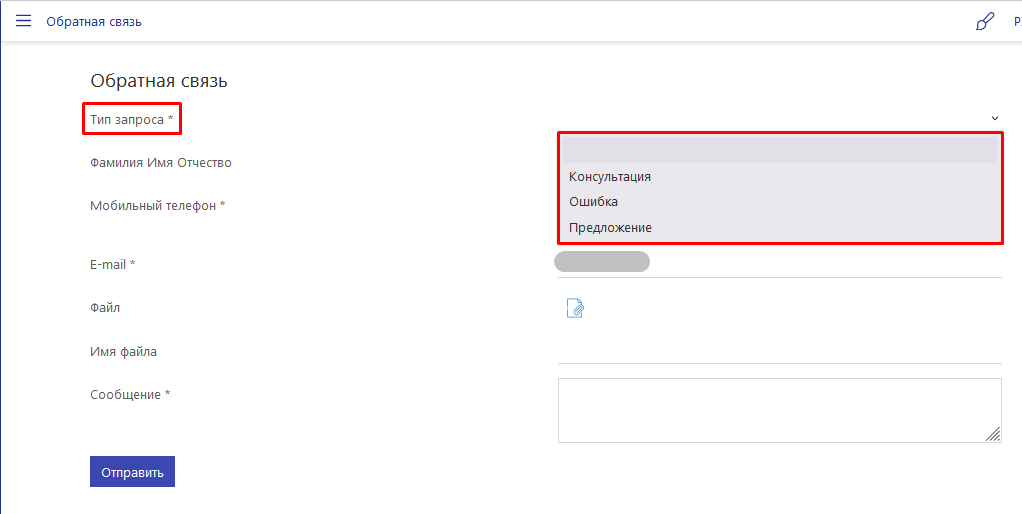 Обратная связь
Обратная связь
Тип запроса *
Фамилия Имя Отчество
Консультация
Ошибка
Мобильный телефон *
Предложение
E-mail *
Файл
Имя файла
Сообщение *
Отправить